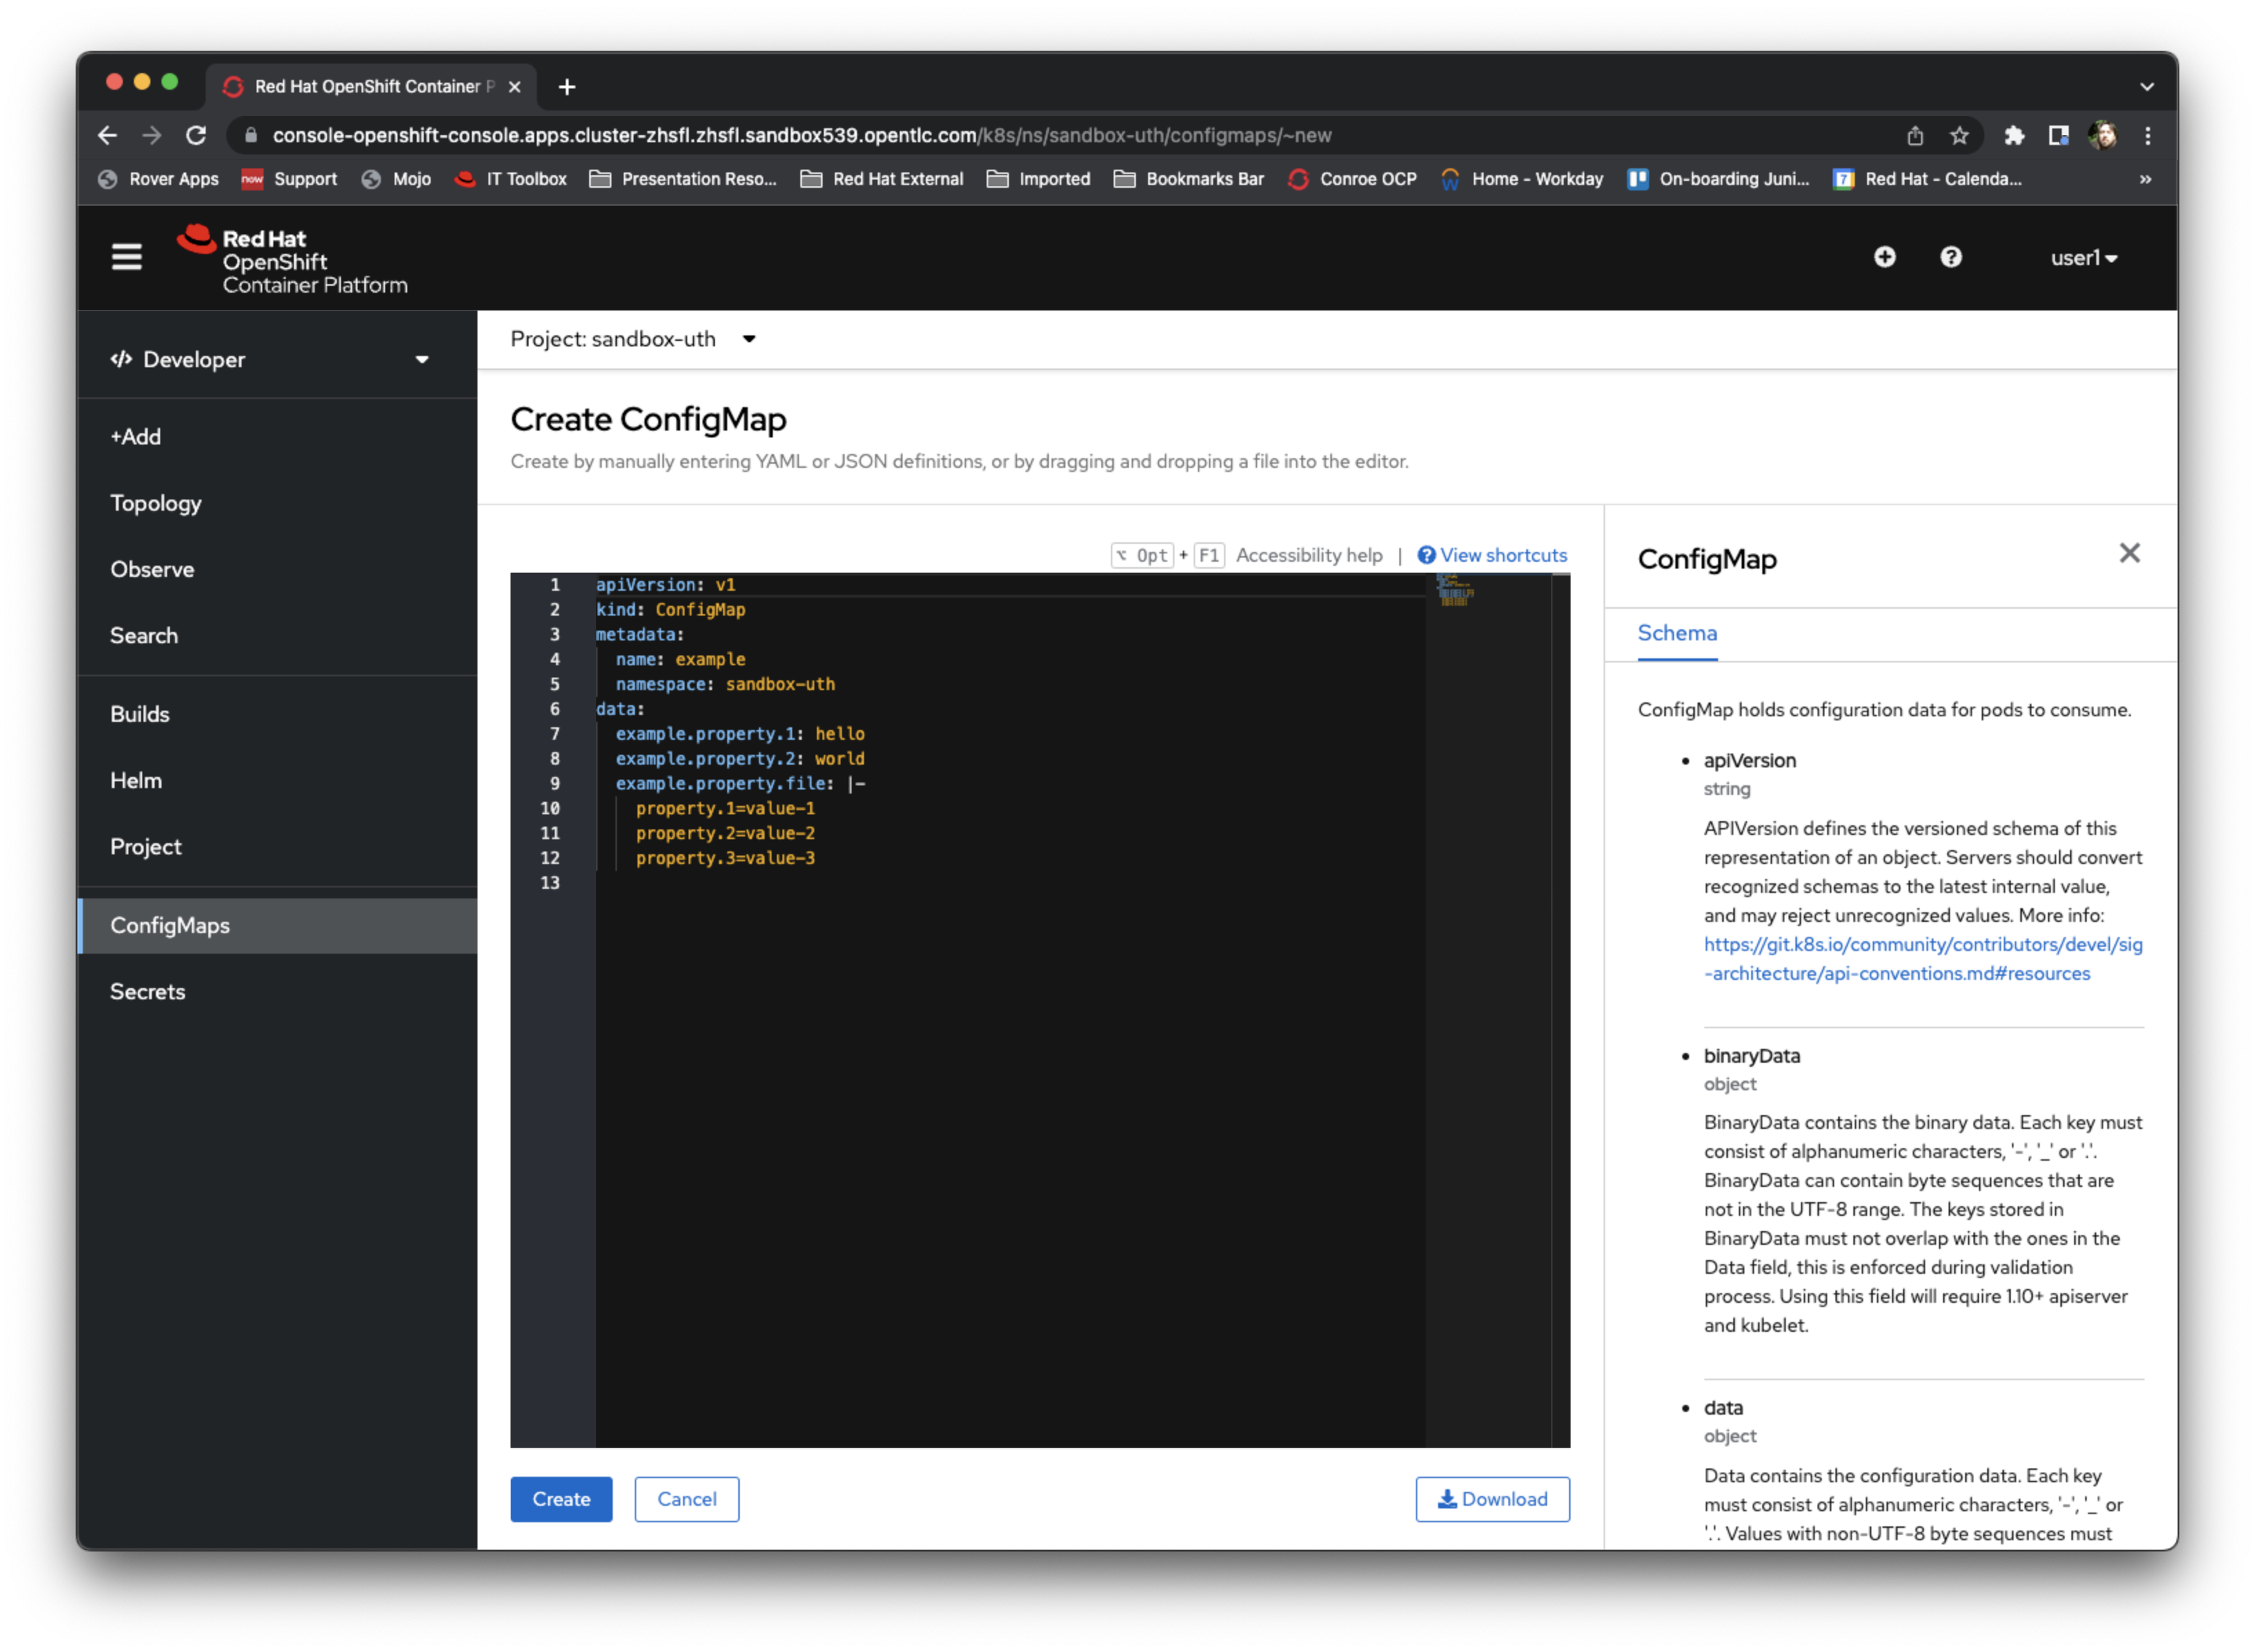 Red Hat OpenShift Container P
console-openshift-console.apps.cluster-zhsfl.zhsfl.sandbox539.opentlc.com/k8s/ns/sandbox-uth/configmaps/~new
Rover Apps now Support Mojo IT Toolbox Presentation Reso... Red Hat External Imported Bookmarks Bar Conroe OCP Home - Workday On-boarding Juni... 7 Red Hat - Calenda... »
Red Hat
OpenShift
Container Platform
user1
</> Developer
+Add
Topology
Observe
Search
Builds
Helm
Project
ConfigMaps
Secrets
Project: sandbox-uth
Create ConfigMap
Create by manually entering YAML or JSON definitions, or by dragging and dropping a file into the editor.
⌥ Opt + F1 Accessibility help | View shortcuts
1 apiVersion: v1
2 kind: ConfigMap
3 metadata:
4 name: example
5 namespace: sandbox-uth
6 data:
7 example.property.1: hello
8 example.property.2: world
9 example.property.file: |-
10 property.1=value-1
11 property.2=value-2
12 property.3=value-3
13
Create Cancel Download
ConfigMap
Schema
ConfigMap holds configuration data for pods to consume.
• apiVersion
string
APIVersion defines the versioned schema of this
representation of an object. Servers should convert
recognized schemas to the latest internal value,
and may reject unrecognized values. More info:
https://git.k8s.io/community/contributors/devel/sig
-architecture/api-conventions.md#resources
• binaryData
object
BinaryData contains the binary data. Each key must
consist of alphanumeric characters, '-', '_' or '.'.
BinaryData can contain byte sequences that are
not in the UTF-8 range. The keys stored in
BinaryData must not overlap with the ones in the
Data field, this is enforced during validation
process. Using this field will require 1.10+ apiserver
and kubelet.
• data
object
Data contains the configuration data. Each key
must consist of alphanumeric characters, '-', '_' or
'.'. Values with non-UTF-8 byte sequences must